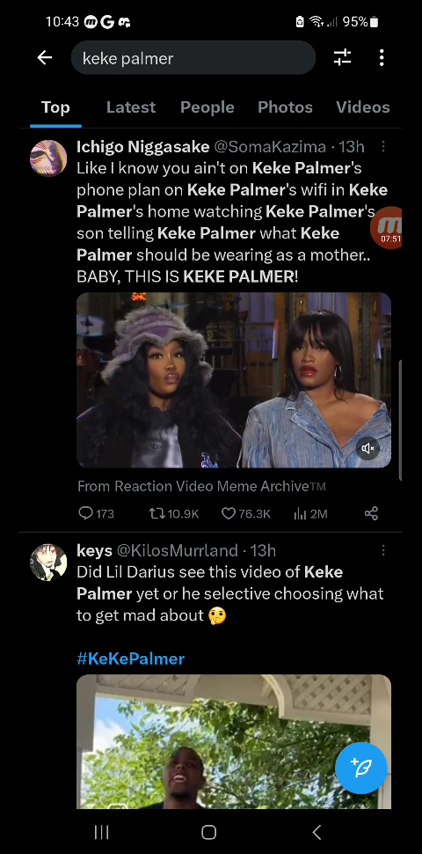 10:43
95%
keke palmer
Top Latest People Photos Videos
Ichigo Niggasake @SomaKazima · 13h
Like I know you ain't on Keke Palmer's
phone plan on Keke Palmer's wifi in Keke
Palmer's home watching Keke Palmer's
son telling Keke Palmer what Keke
Palmer should be wearing as a mother..
BABY, THIS IS KEKE PALMER!
07:51
From Reaction Video Meme Archive™
173 10.9K 76.3K 2M
keys @KilosMurrland · 13h
Did Lil Darius see this video of Keke
Palmer yet or he selective choosing what
to get mad about 🤔
#KeKePalmer